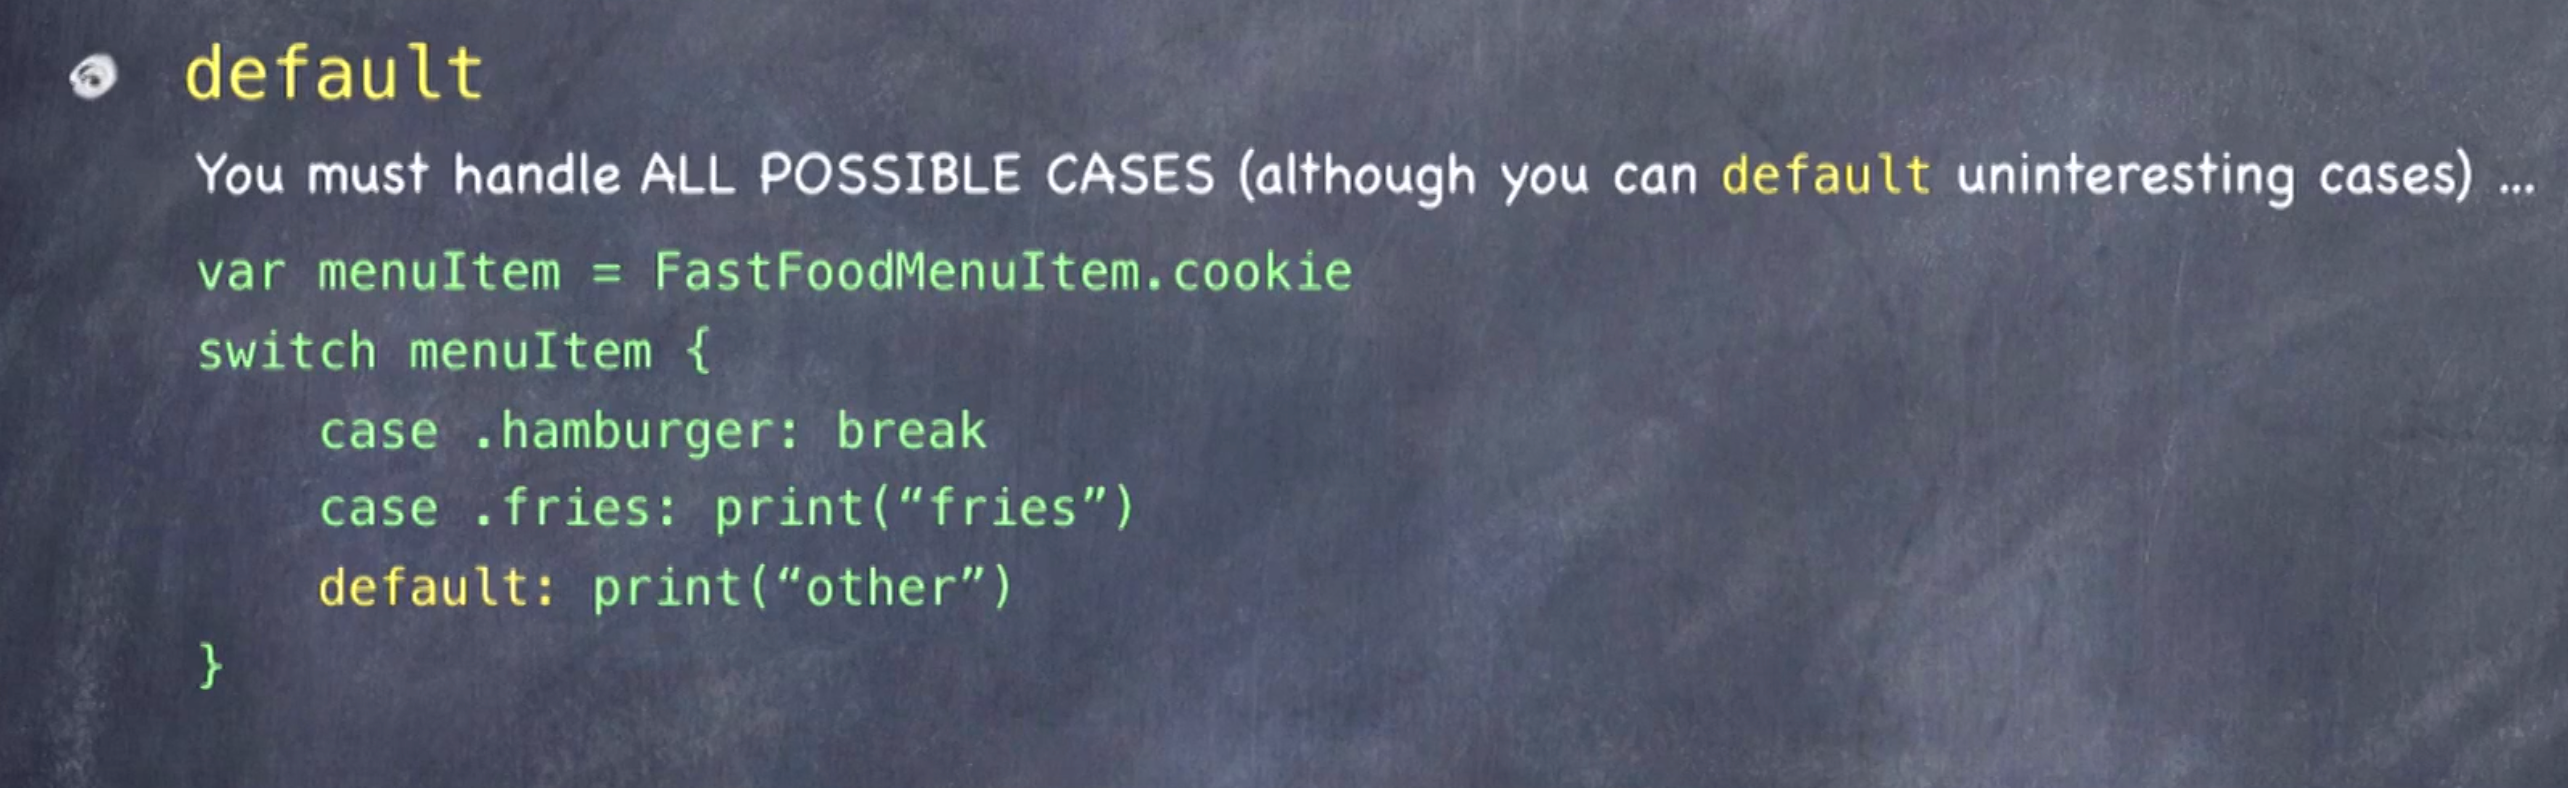 default
You must handle ALL POSSIBLE CASES (although you can default uninteresting cases) ...
var menuItem = FastFoodMenuItem.cookie
switch menuItem {
case .hamburger: break
case .fries: print(“fries”)
default: print(“other”)
}